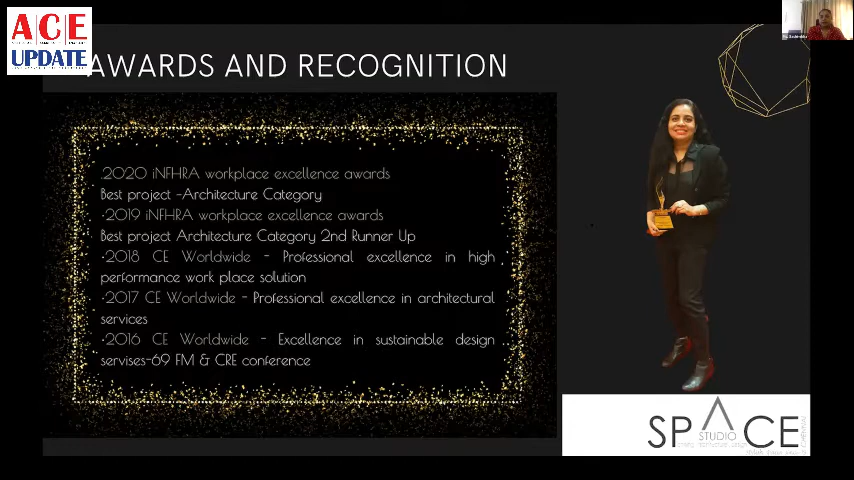 ACE
UPDATE
AWARDS AND RECOGNITION
.2020 iNFHRA workplace excellence awards
Best project -Architecture Category
•2019 iNFHRA workplace excellence awards
Best project Architecture Category 2nd Runner Up
•2018 CE Worldwide - Professional excellence in high
performance work place solution
•2017 CE Worldwide - Professional excellence in architectural
services
•2016 CE Worldwide - Excellence in sustainable design
servises-69 FM & CRE conference
SPACE
STUDIO